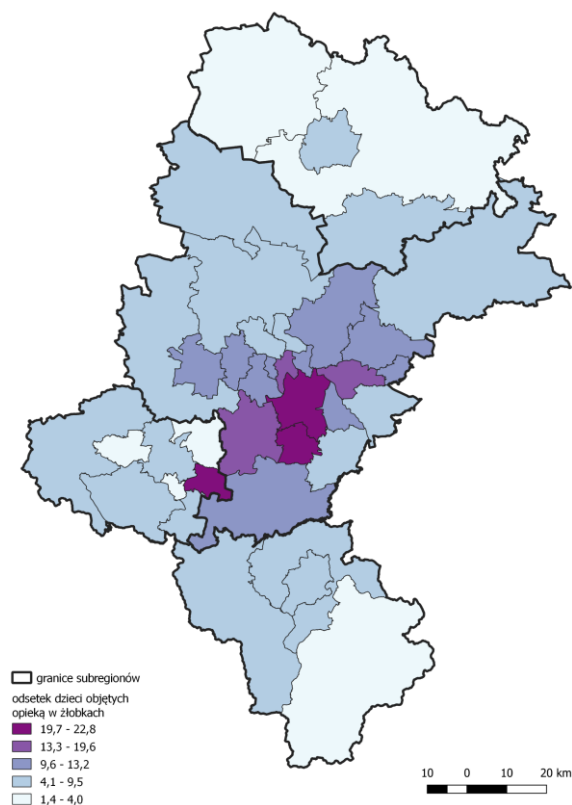 granice subregionów
odsetek dzieci objętych
opieką w żłobkach
19,7 - 22,8
13,3 - 19,6
9,6 - 13,2
4,1 - 9,5
1,4 - 4,0
10 0 10 20 km